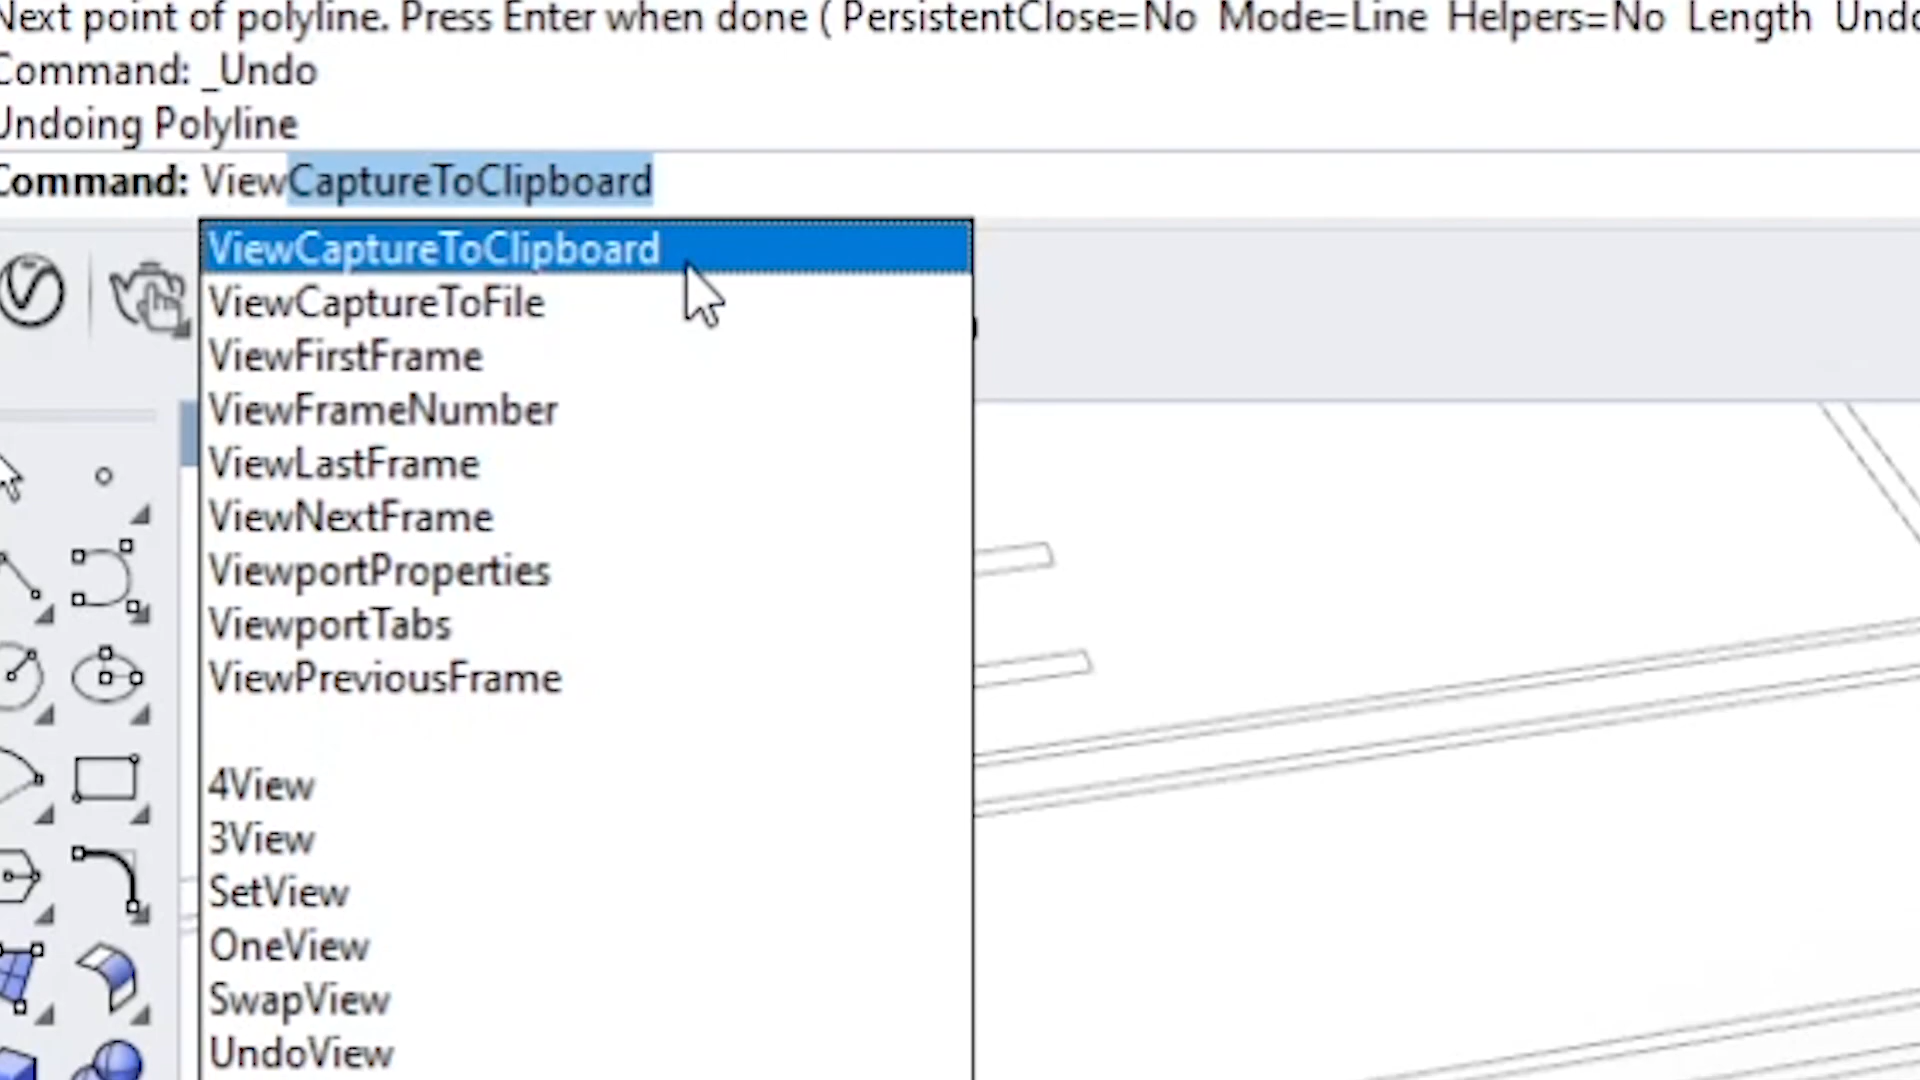 Next point of polyline. Press Enter when done ( PersistentClose=No Mode=Line Helpers=No Length Undo
Command: _Undo
Undoing Polyline
Command: ViewCaptureToClipboard
ViewCaptureToClipboard
ViewCaptureToFile
ViewFirstFrame
ViewFrameNumber
ViewLastFrame
ViewNextFrame
ViewportProperties
ViewportTabs
ViewPreviousFrame
4View
3View
SetView
OneView
SwapView
UndoView